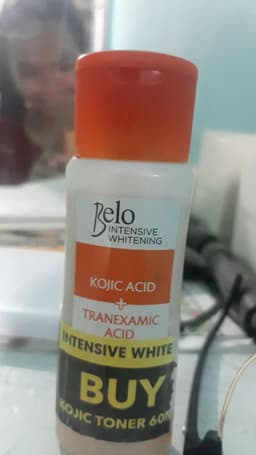 Belo
INTENSIVE
WHITENING
KOJIC ACID
+
TRANEXAMIC
ACID
INTENSIVE WHITE
BUY
KOJIC TONER